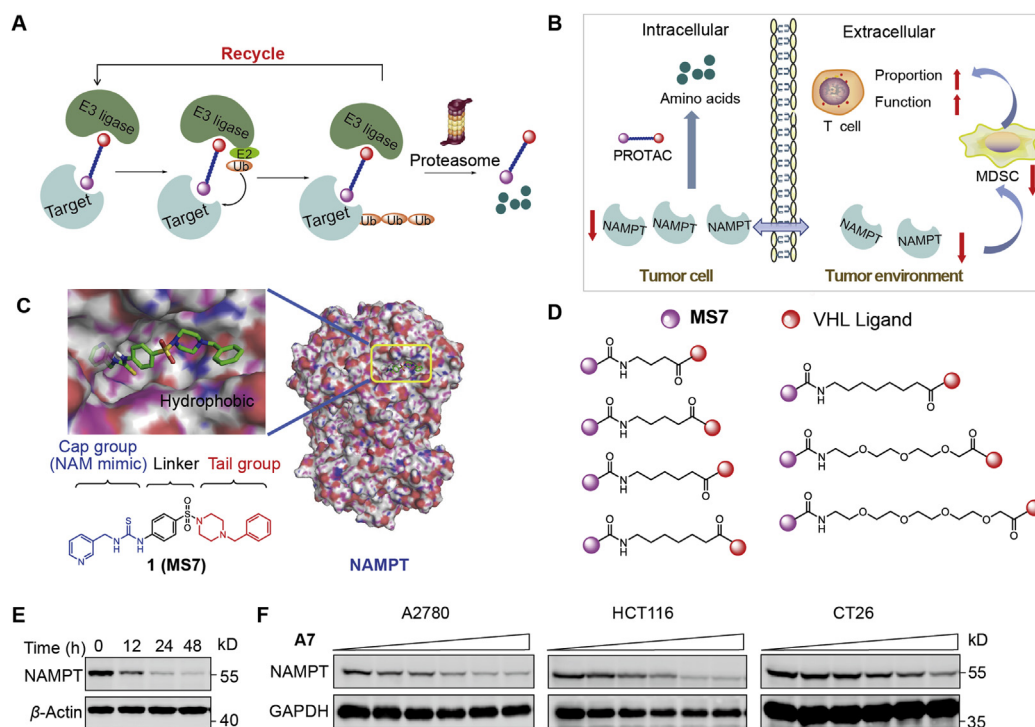 A
Recycle
E3 ligase
E3 ligase
E3 ligase
E2
Ub
Proteasome
Target
Target
Target
Ub
Ub
Ub
B
Intracellular
Extracellular
Amino acids
PROTAC
T cell
Proportion
Function
MDSC
NAMPT
NAMPT
NAMPT
NAMPT
NAMPT
Tumor cell
Tumor environment
C
Hydrophobic
Cap group
(NAM mimic)
Linker
Tail group
S
N
H
N
H
N
O
S
O
N
N
1 (MS7)
NAMPT
D
MS7
VHL Ligand
O
N
H
O
O
N
H
O
O
N
H
O
O
N
H
O
O
N
H
O
O
N
H
O
O
O
O
O
N
H
O
O
O
O
O
E
Time (h)
0
12
24
48
kD
NAMPT
55
β-Actin
40
F
A2780
HCT116
CT26
A7
kD
NAMPT
55
GAPDH
35